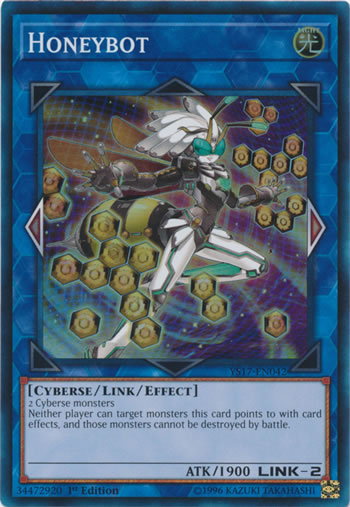 Honeybot
LIGHT
光
YS17-EN042
[Cyberse/Link/Effect]
2 Cyberse monsters
Neither player can target monsters this card points to with card
effects, and those monsters cannot be destroyed by battle.
ATK/1900 LINK-2
34472920 1st Edition ©1996 KAZUKI TAKAHASHI